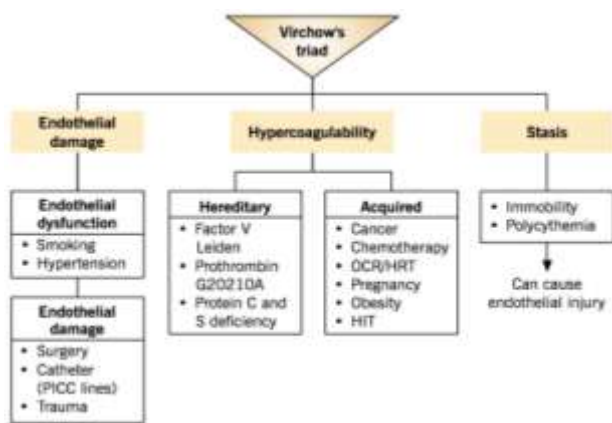 Virchow's
triad
Endothelial
damage
Hypercoagulability
Stasis
Endothelial
dysfunction
• Smoking
• Hypertension
Endothelial
damage
• Surgery
• Catheter
(PICC lines)
• Trauma
Hereditary
• Factor V
Leiden
• Prothrombin
G20210A
• Protein C and
S deficiency
Acquired
• Cancer
• Chemotherapy
• OCR/HRT
• Pregnancy
• Obesity
• HIT
• Immobility
• Polycythemia
Can cause
endothelial injury